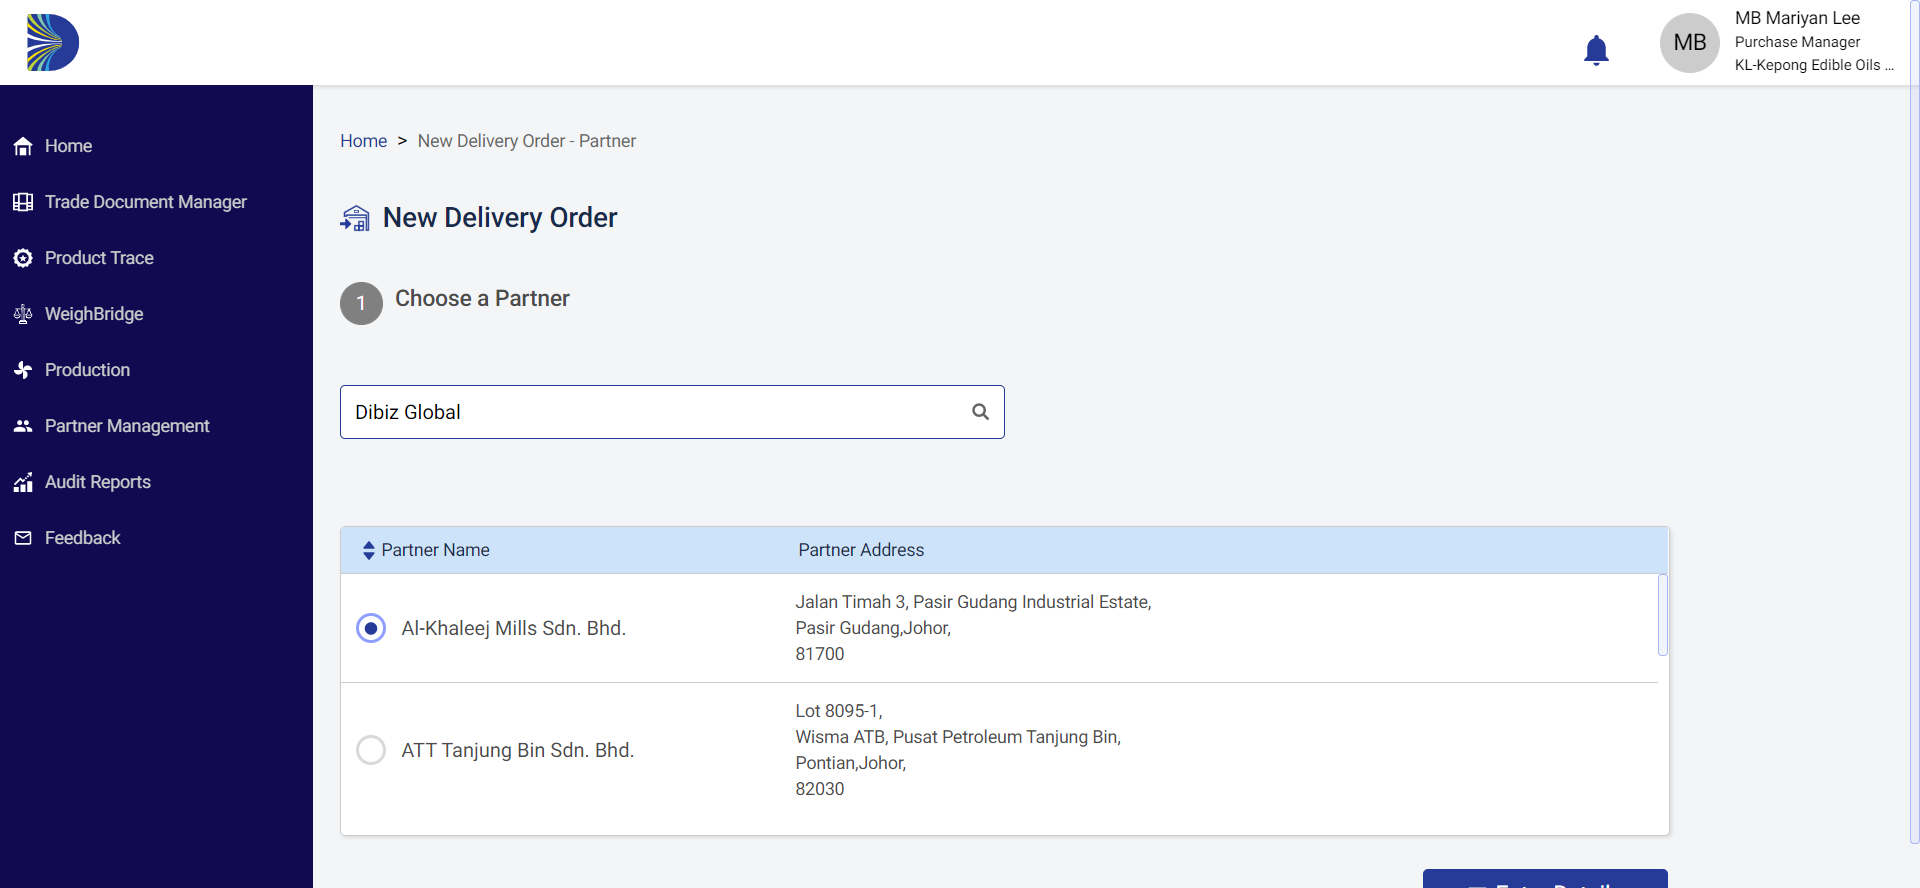 MB
MB Mariyan Lee
Purchase Manager
KL-Kepong Edible Oils ...
Home
Trade Document Manager
Product Trace
WeighBridge
Production
Partner Management
Audit Reports
Feedback
Home > New Delivery Order - Partner
New Delivery Order
1 Choose a Partner
Dibiz Global
Partner Name Partner Address
Al-Khaleej Mills Sdn. Bhd.
Jalan Timah 3, Pasir Gudang Industrial Estate,
Pasir Gudang,Johor,
81700
ATT Tanjung Bin Sdn. Bhd.
Lot 8095-1,
Wisma ATB, Pusat Petroleum Tanjung Bin,
Pontian,Johor,
82030